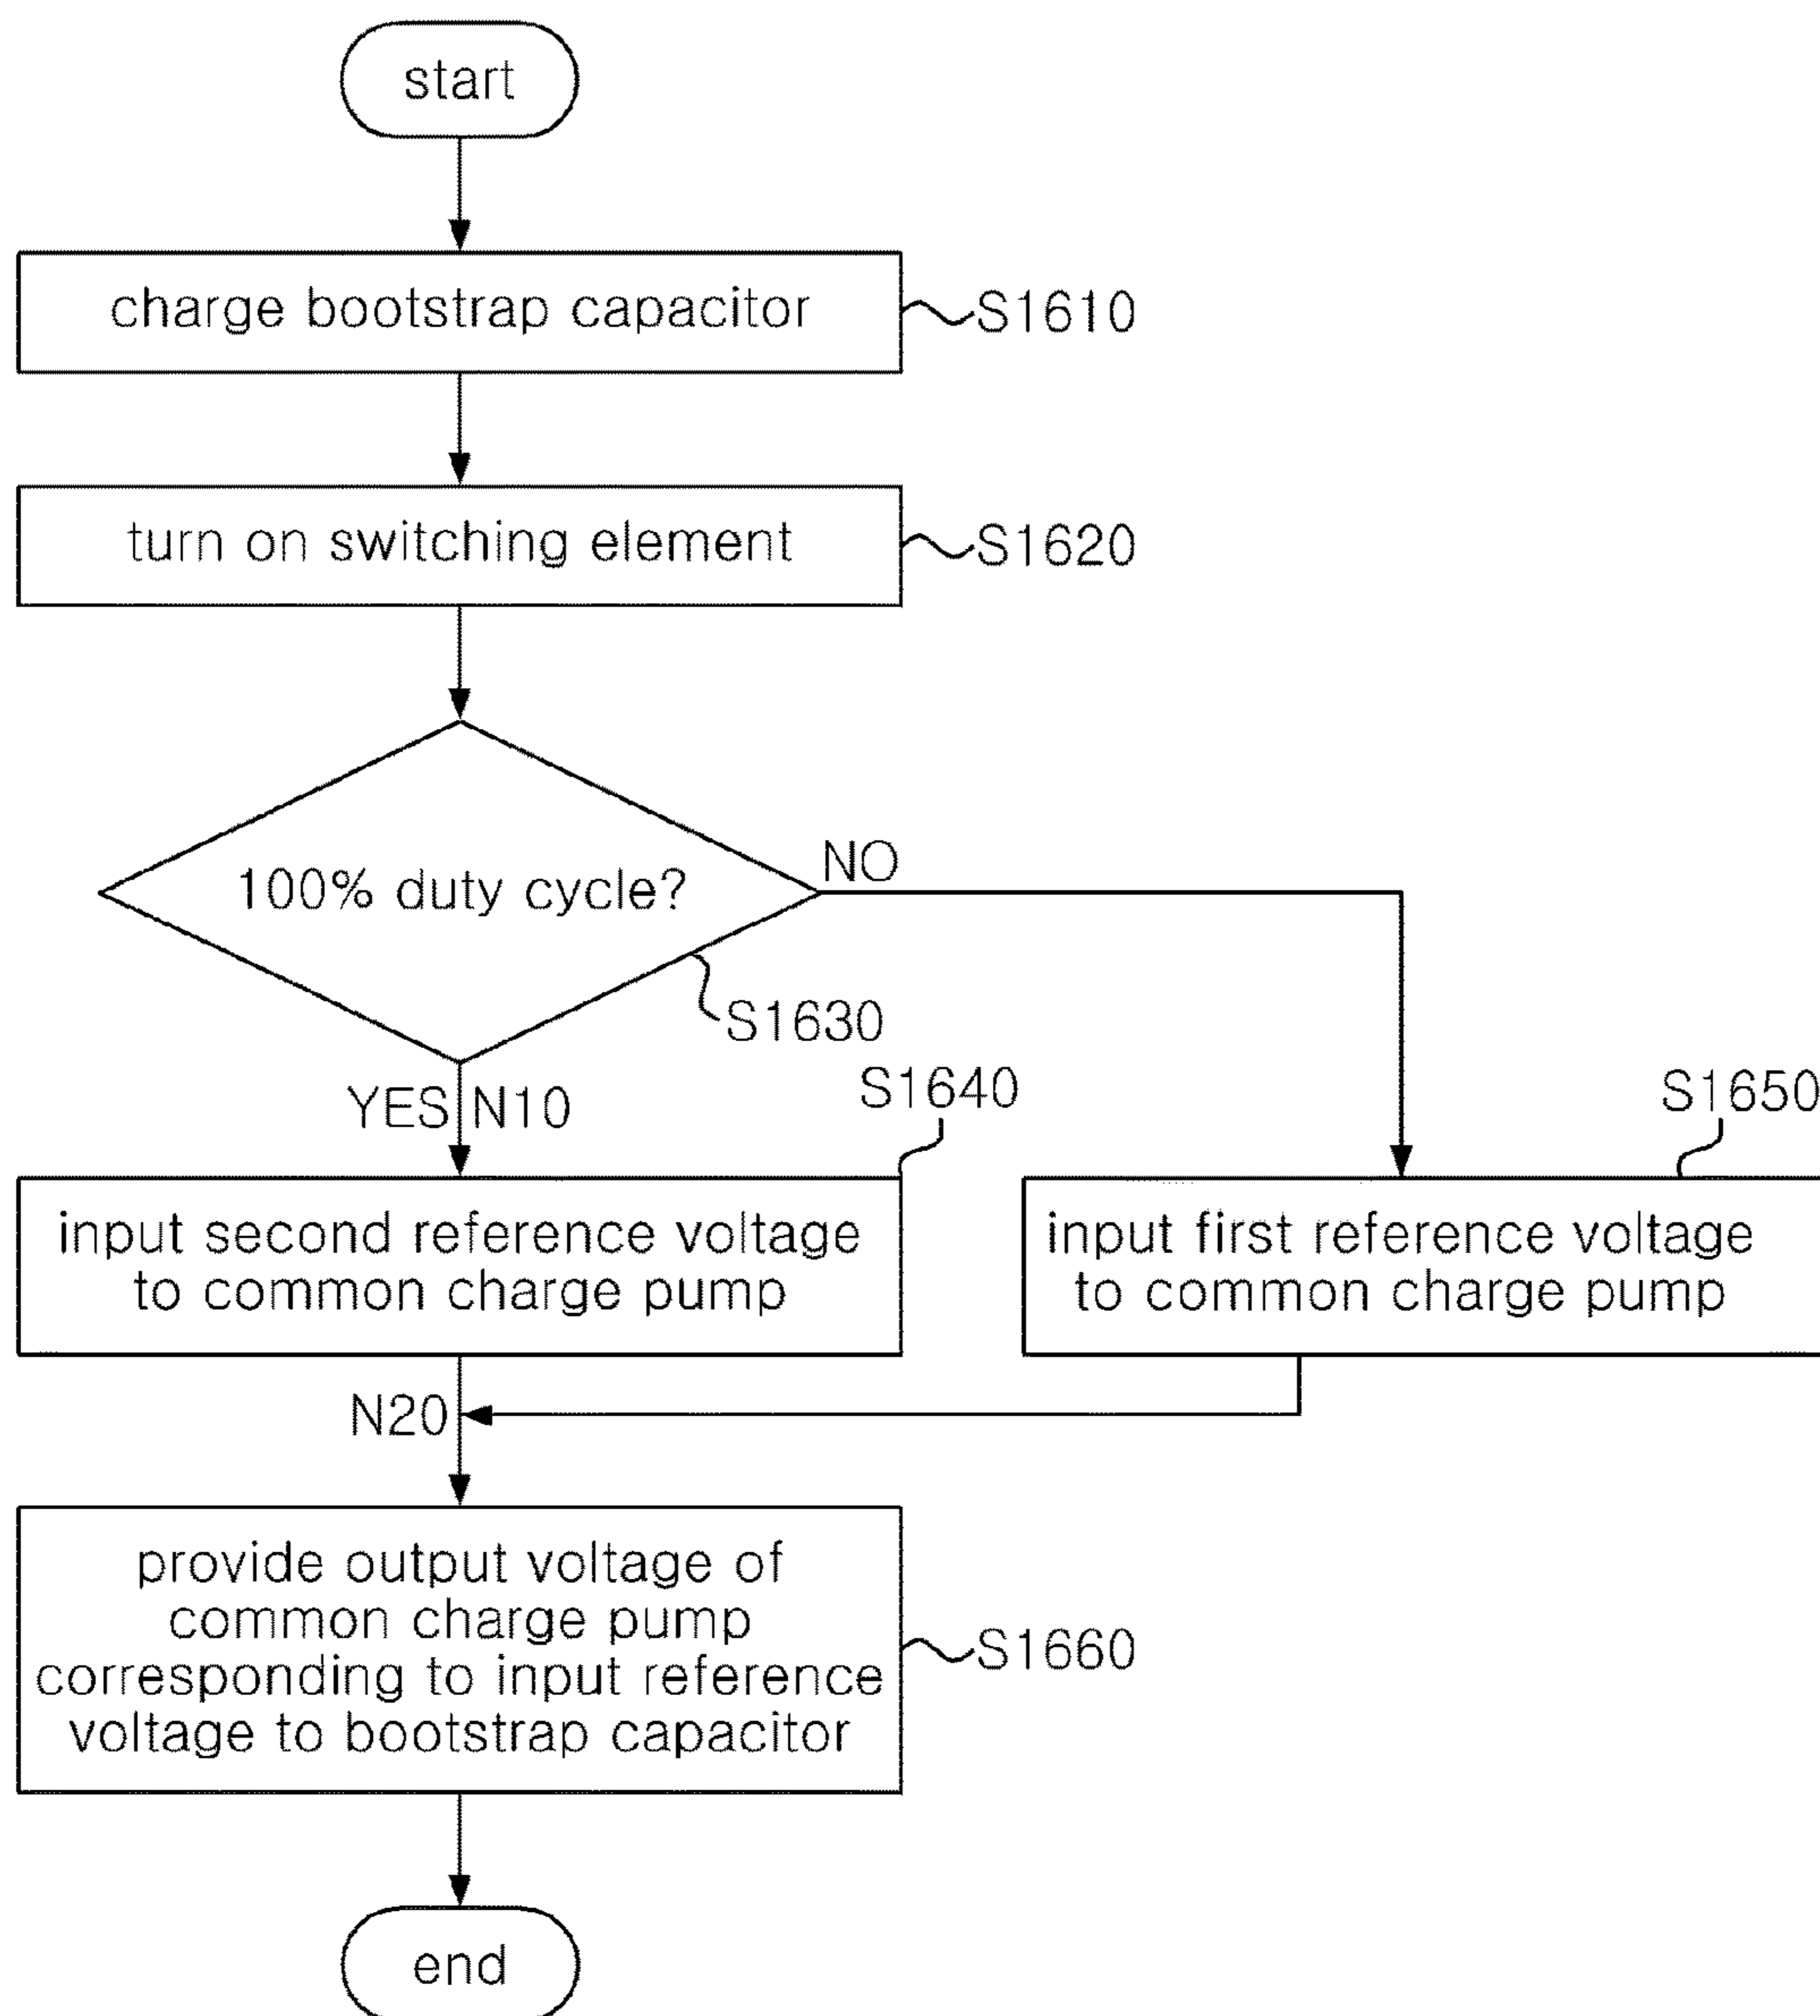 start
charge bootstrap capacitor
S1610
turn on switching element
S1620
100% duty cycle?
NO
S1630
YES
N10
S1640
S1650
input second reference voltage
to common charge pump
input first reference voltage
to common charge pump
N20
provide output voltage of
common charge pump
corresponding to input reference
voltage to bootstrap capacitor
S1660
end